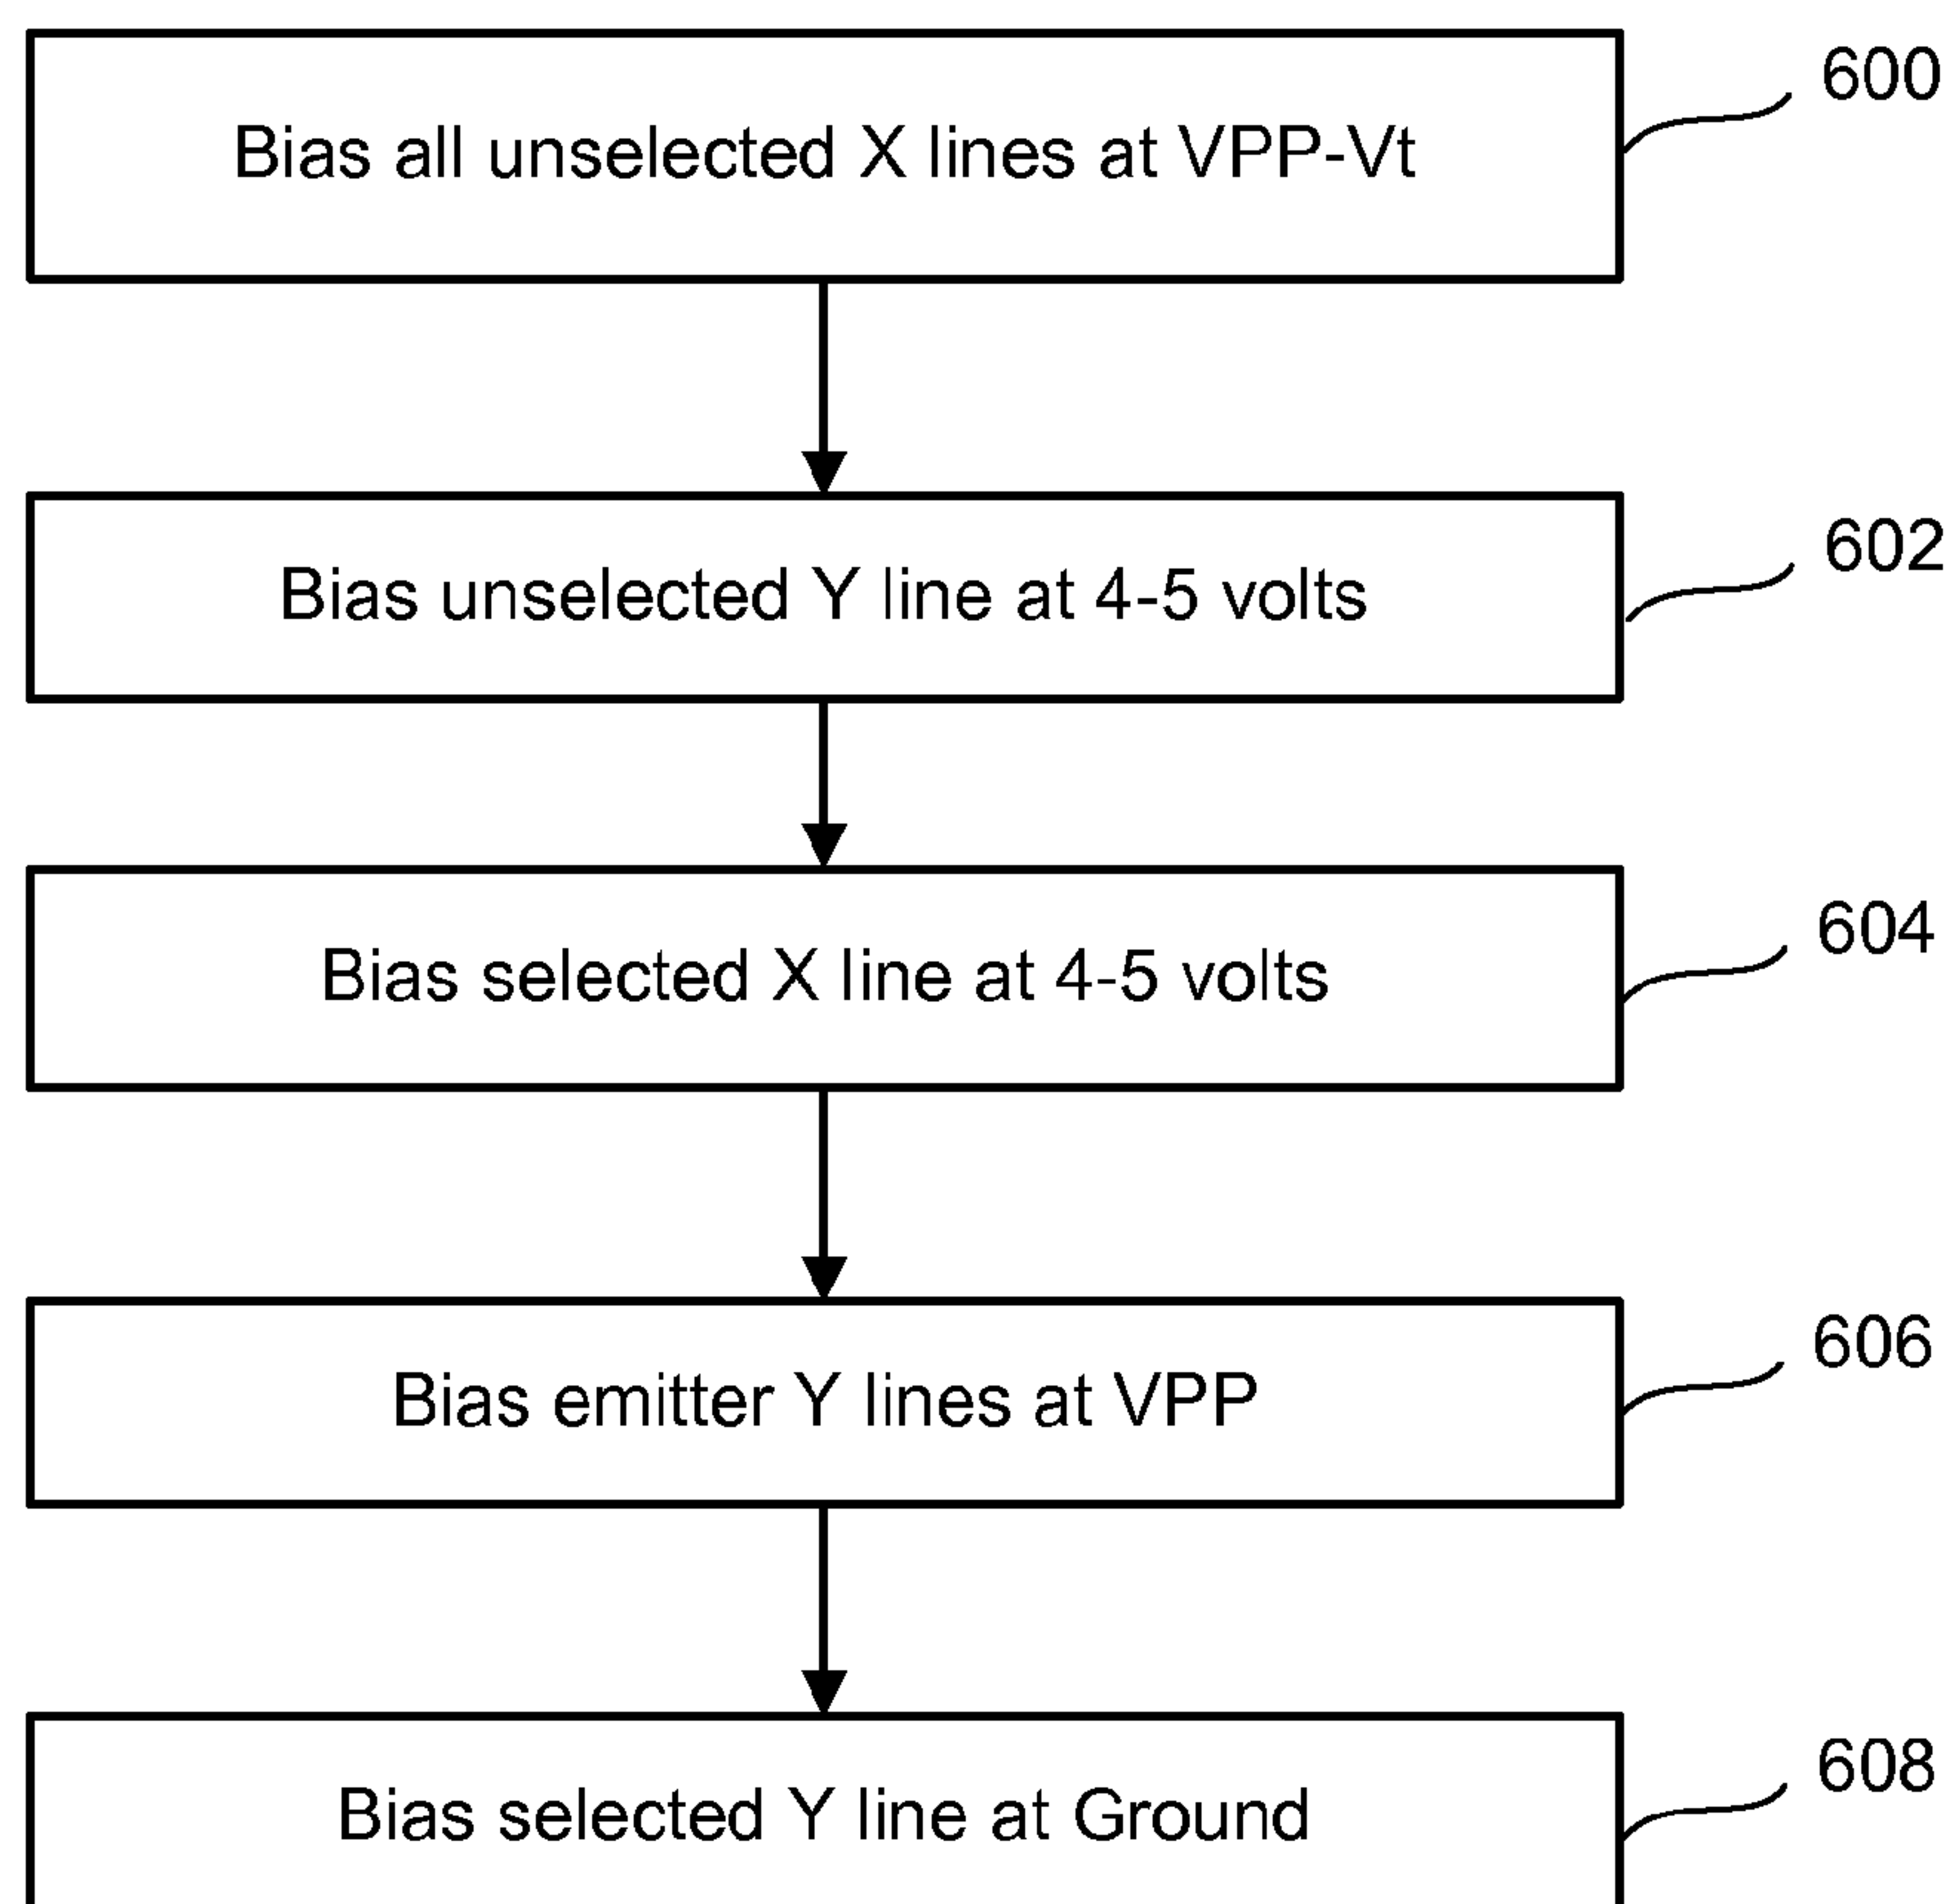 600
Bias all unselected X lines at VPP-Vt
602
Bias unselected Y line at 4-5 volts
604
Bias selected X line at 4-5 volts
606
Bias emitter Y lines at VPP
608
Bias selected Y line at Ground